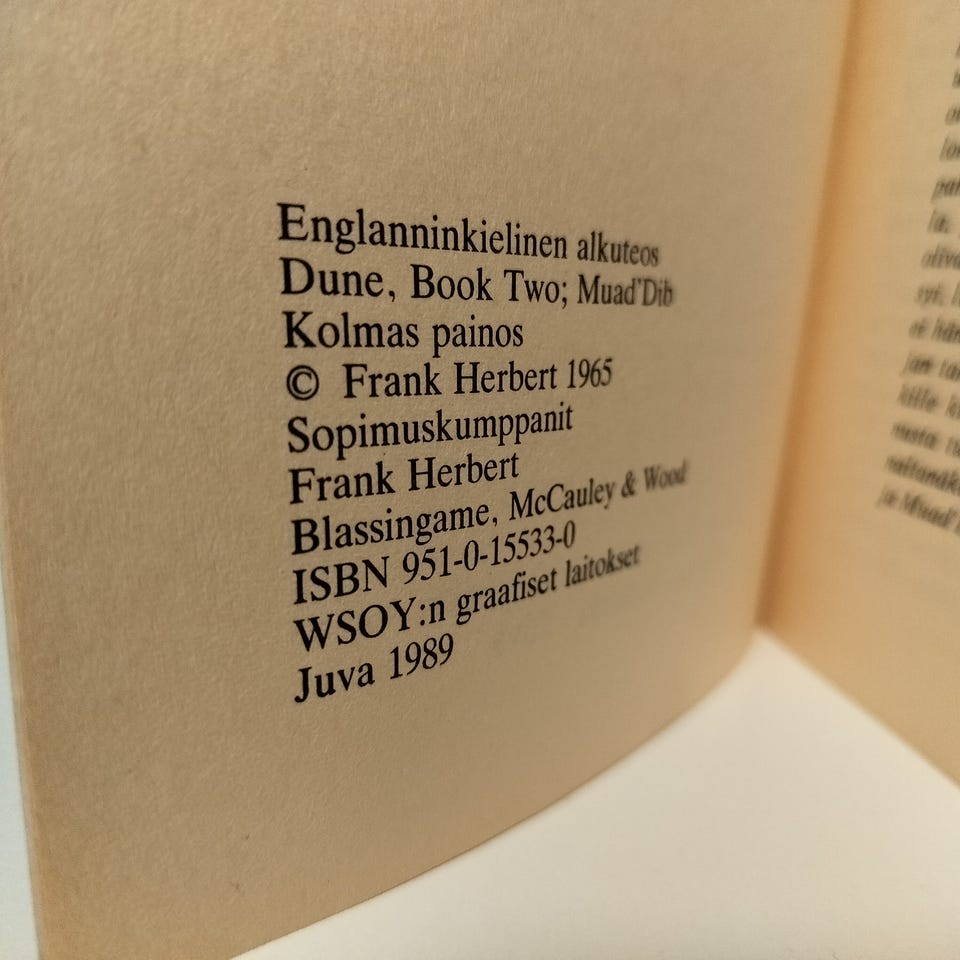 Englanninkielinen alkuteos
Dune, Book Two; Muad'Dib
Kolmas painos
© Frank Herbert 1965
Sopimuskumppanit
Frank Herbert
Blassingame, McCauley & Wood
ISBN 951-0-15533-0
WSOY:n graafiset laitokset
Juva 1989